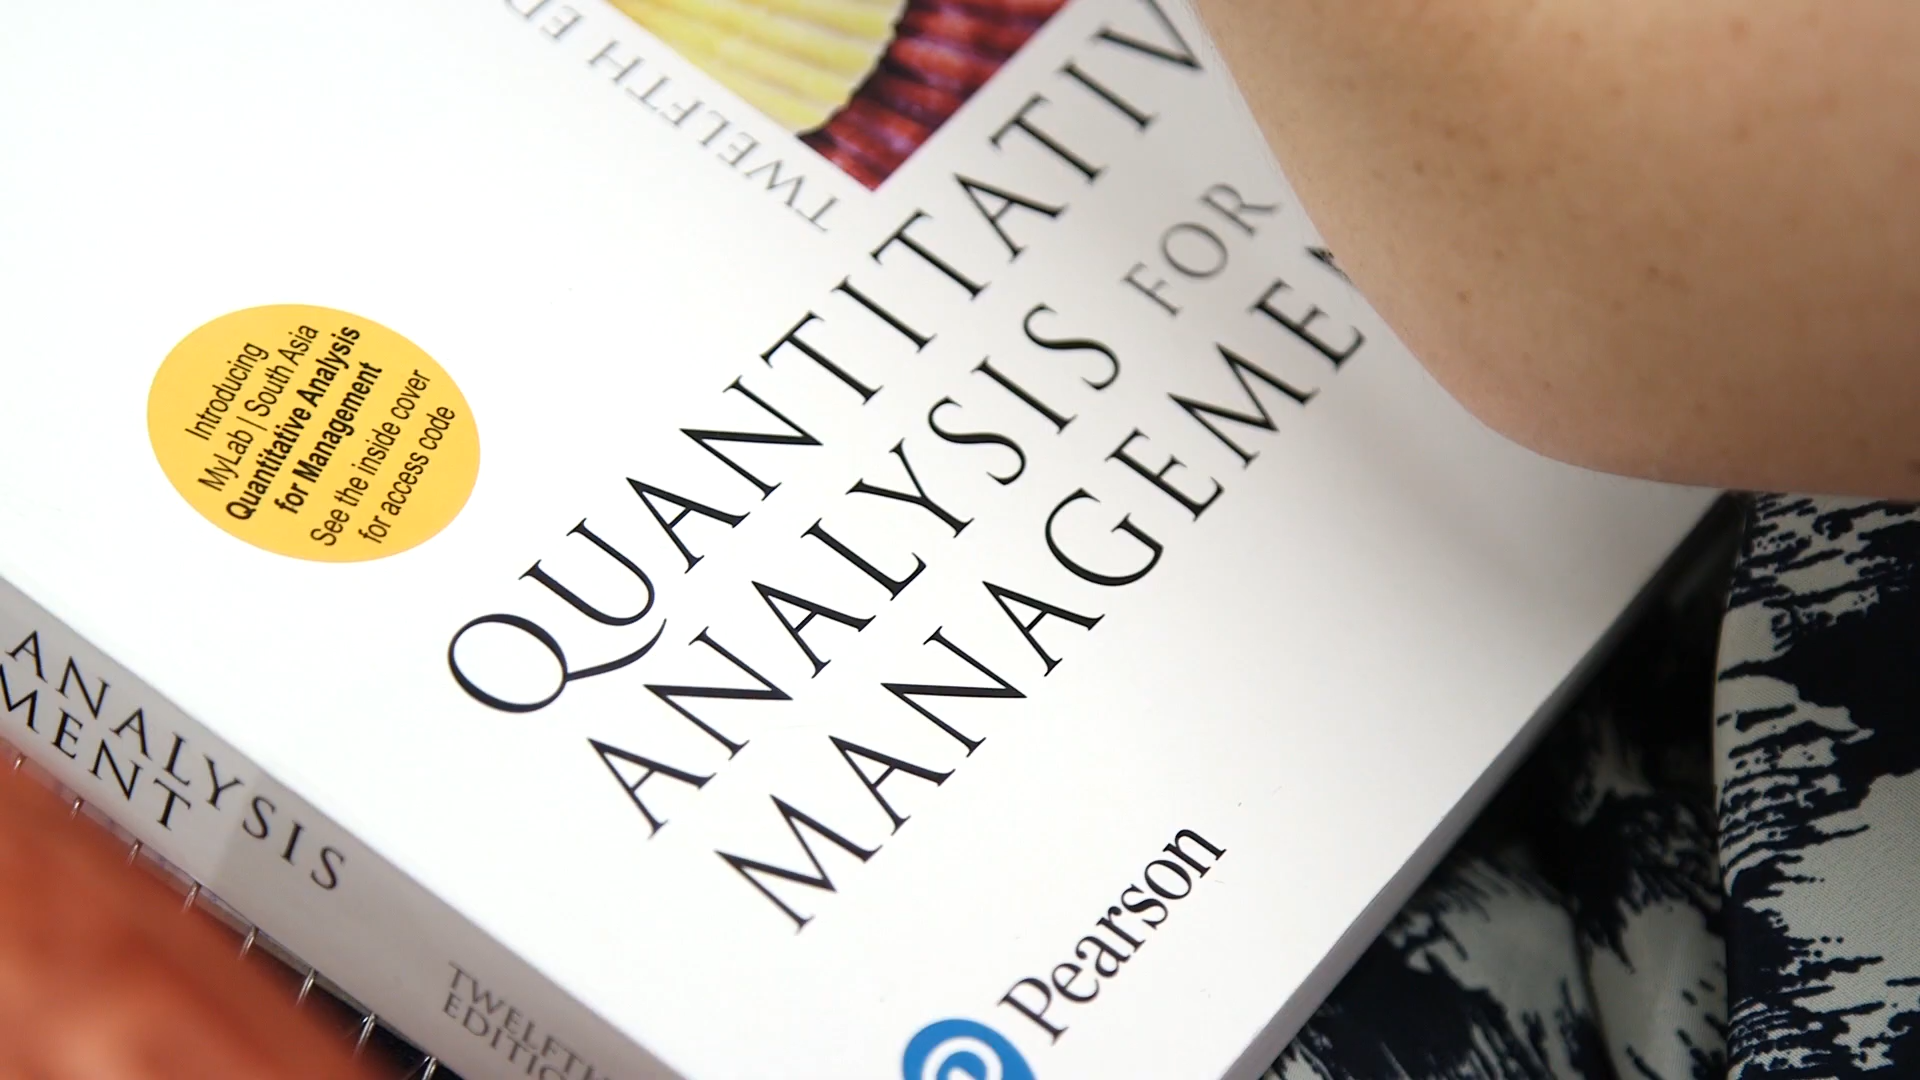 TWELFTH ED
QUANTITATIV
ANALYSIS FOR
MANAGEME
Introducing
MyLab | South Asia
Quantitative Analysis
for Management
See the inside cover
for access code
Pearson
ANALYSIS
MENT
TWELFTH
EDITIO